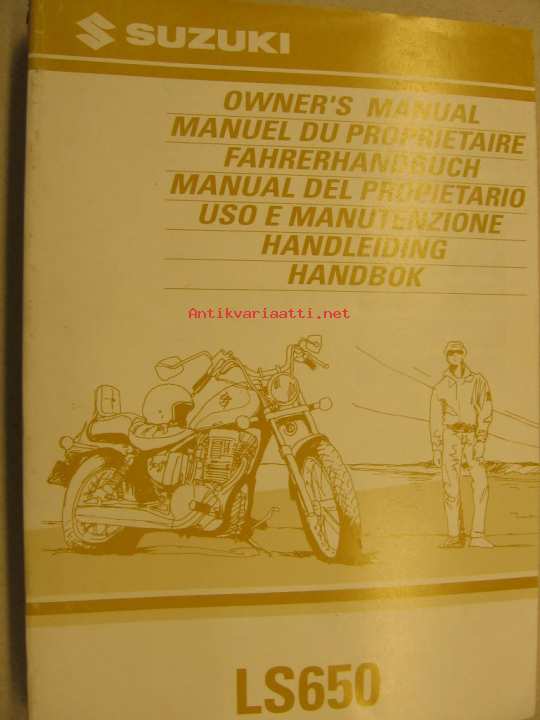 SUZUKI
OWNER'S MANUAL
MANUEL DU PROPRIETAIRE
FAHRERHANDBUCH
MANUAL DEL PROPIETARIO
USO E MANUTENZIONE
HANDLEIDING
HANDBOK
Antikvariaatti.net
LS650